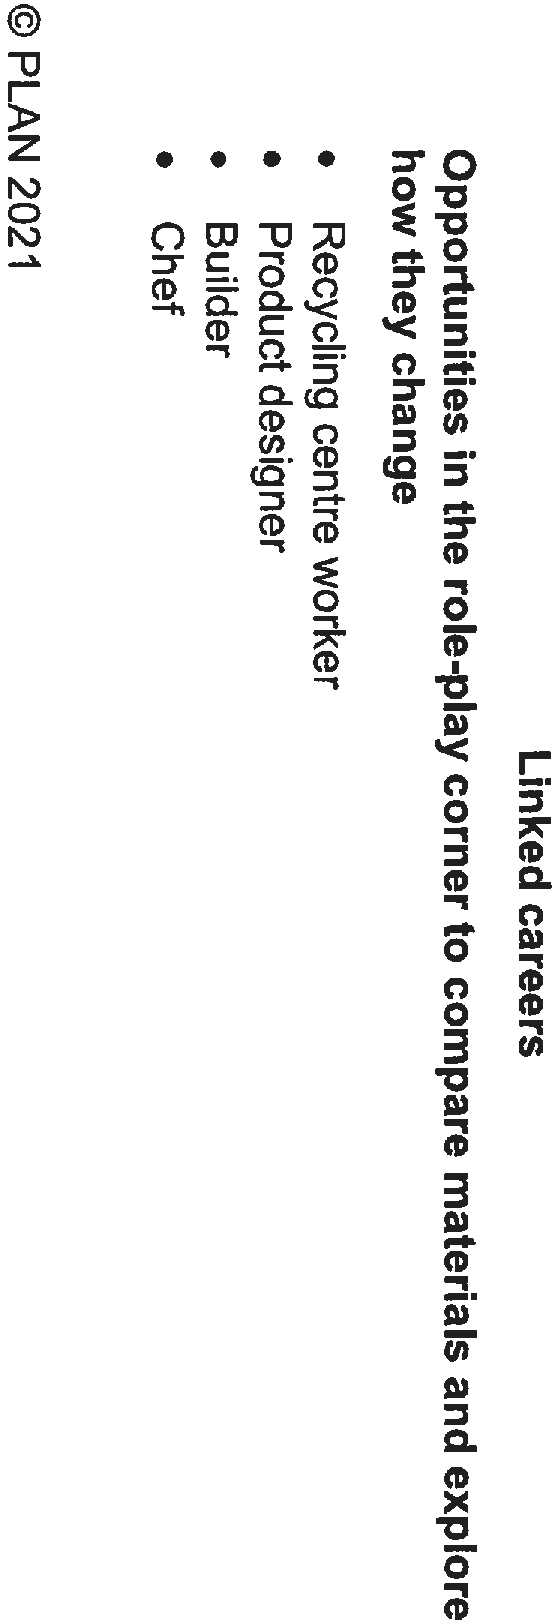 Linked careers
Opportunities in the role-play corner to compare materials and explore
how they change
• Recycling centre worker
• Product designer
• Builder
• Chef
© PLAN 2021